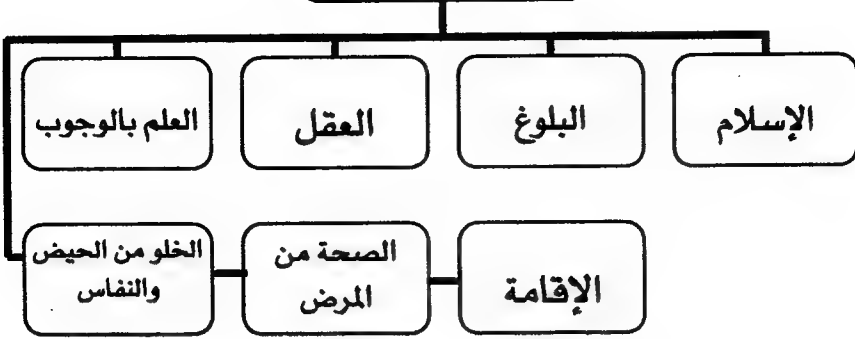 الإسلام
البلوغ
العقل
العلم بالوجوب
الإقامة
الصحة من
المرض
الخلو من الحيض
والنفاس